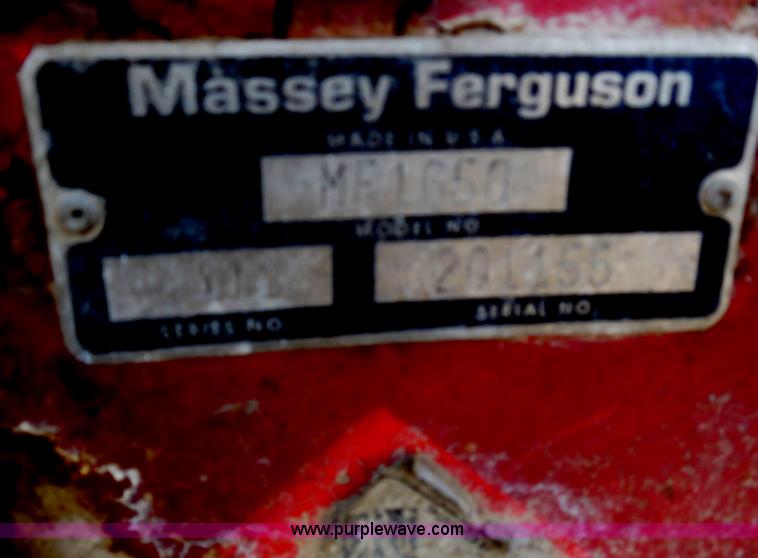 Massey Ferguson
MADE IN U.S.A
MF1650
MODEL NO
201155
SERIES NO
SERIAL NO.
www.purplewave.com